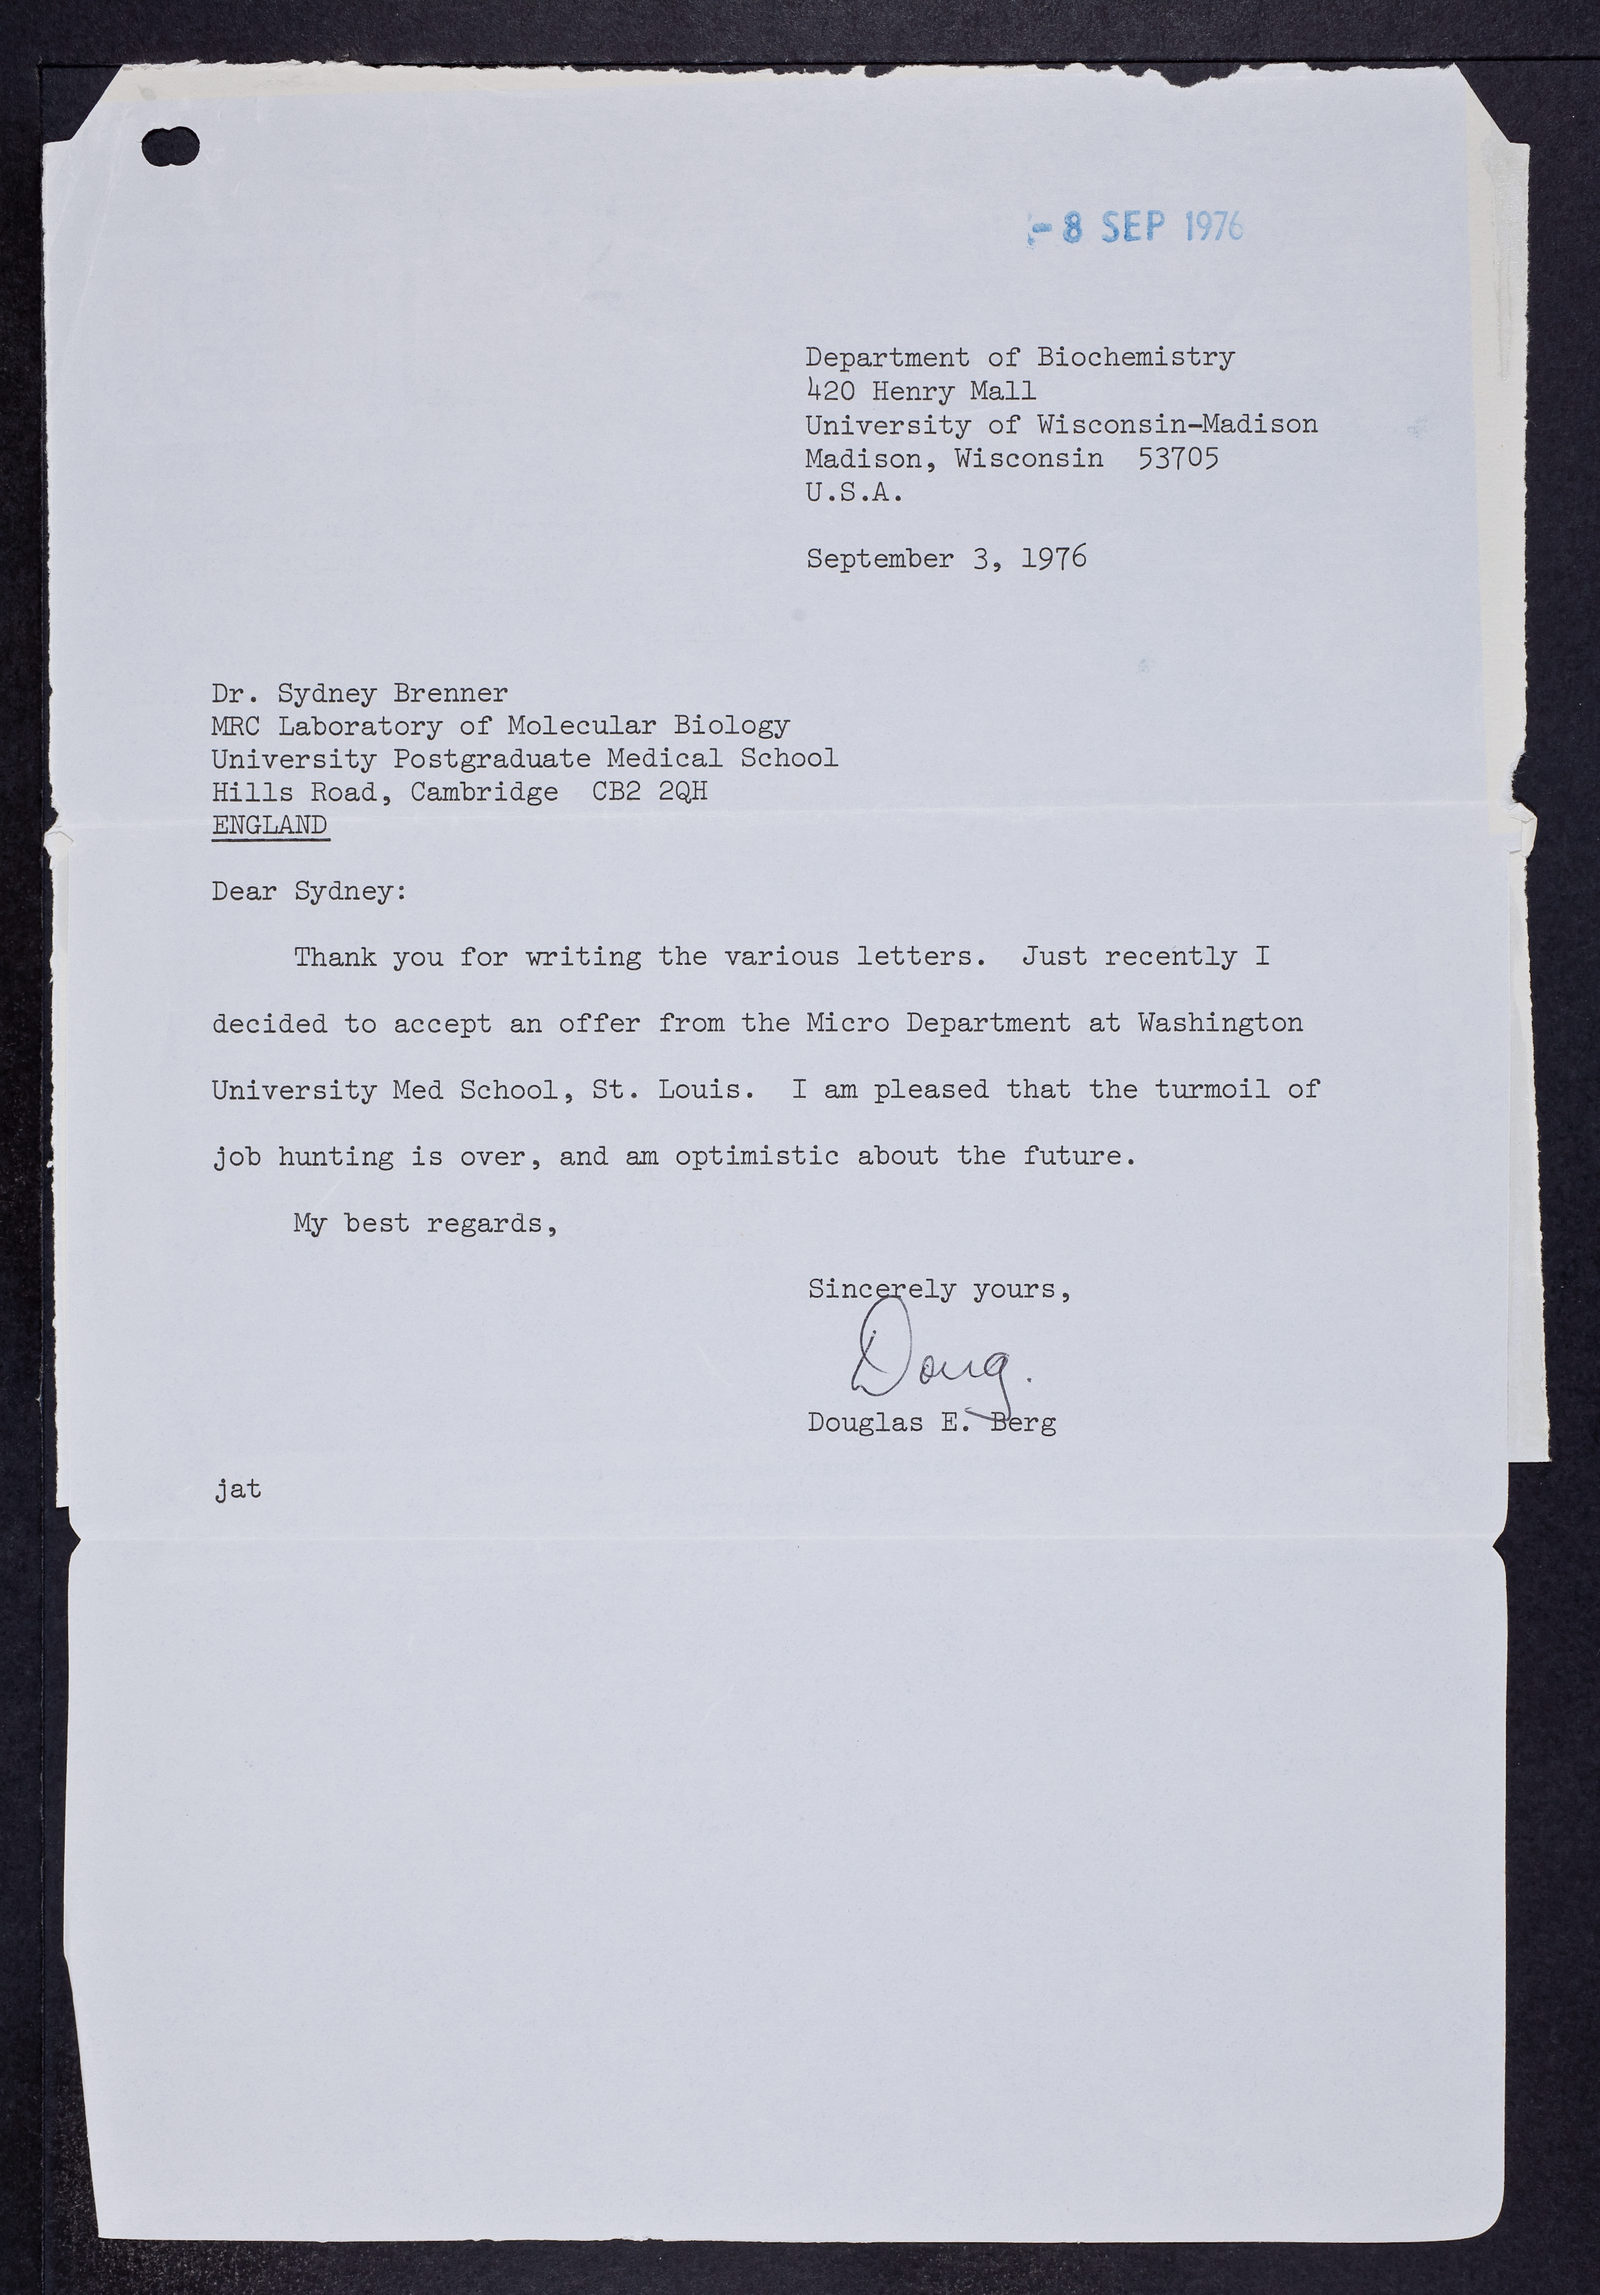 -8 SEP 1976
Department of Biochemistry
420 Henry Mall
University of Wisconsin-Madison
Madison, Wisconsin  53705
U.S.A.
September 3, 1976
Dr. Sydney Brenner
MRC Laboratory of Molecular Biology
University Postgraduate Medical School
Hills Road, Cambridge  CB2 2QH
ENGLAND
Dear Sydney:
Thank you for writing the various letters.  Just recently I
decided to accept an offer from the Micro Department at Washington
University Med School, St. Louis.  I am pleased that the turmoil of
job hunting is over, and am optimistic about the future.
My best regards,
Sincerely yours,
Doug.
Douglas E. Berg
jat